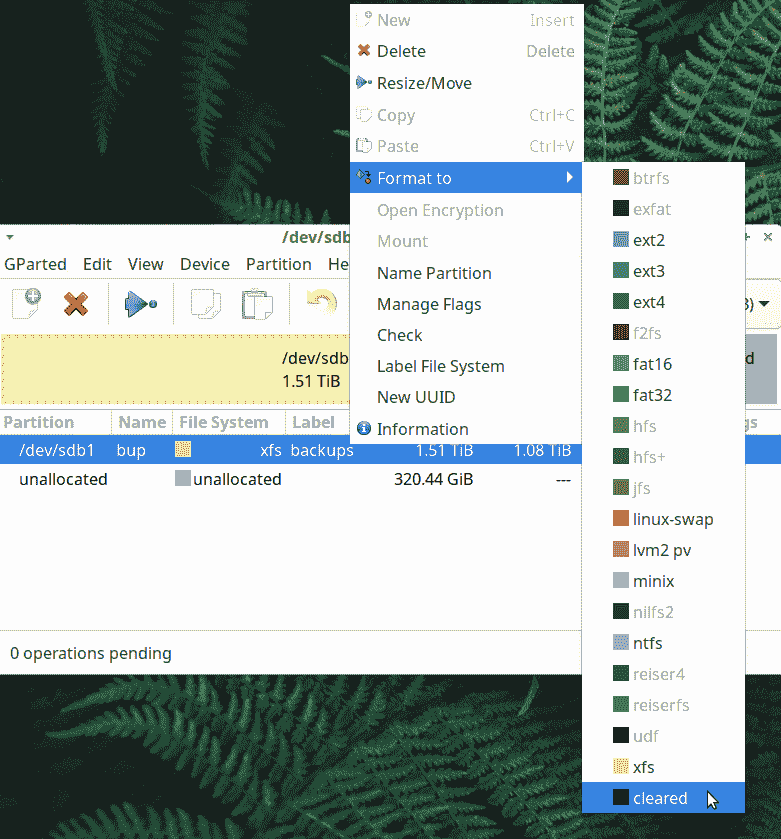 New Insert
Delete Delete
Resize/Move
Copy Ctrl+C
Paste Ctrl+V
Format to
Open Encryption
Mount
Name Partition
Manage Flags
Check
Label File System
New UUID
Information
btrfs
exfat
ext2
ext3
ext4
f2fs
fat16
fat32
hfs
hfs+
jfs
linux-swap
lvm2 pv
minix
nilfs2
ntfs
reiser4
reiserfs
udf
xfs
cleared
/dev/sdb
GParted Edit View Device Partition He
/dev/sdb
1.51 TiB
Partition Name File System Label
/dev/sdb1 bup xfs backups 1.51 TiB 1.08 TiB
unallocated unallocated 320.44 GiB ---
0 operations pending